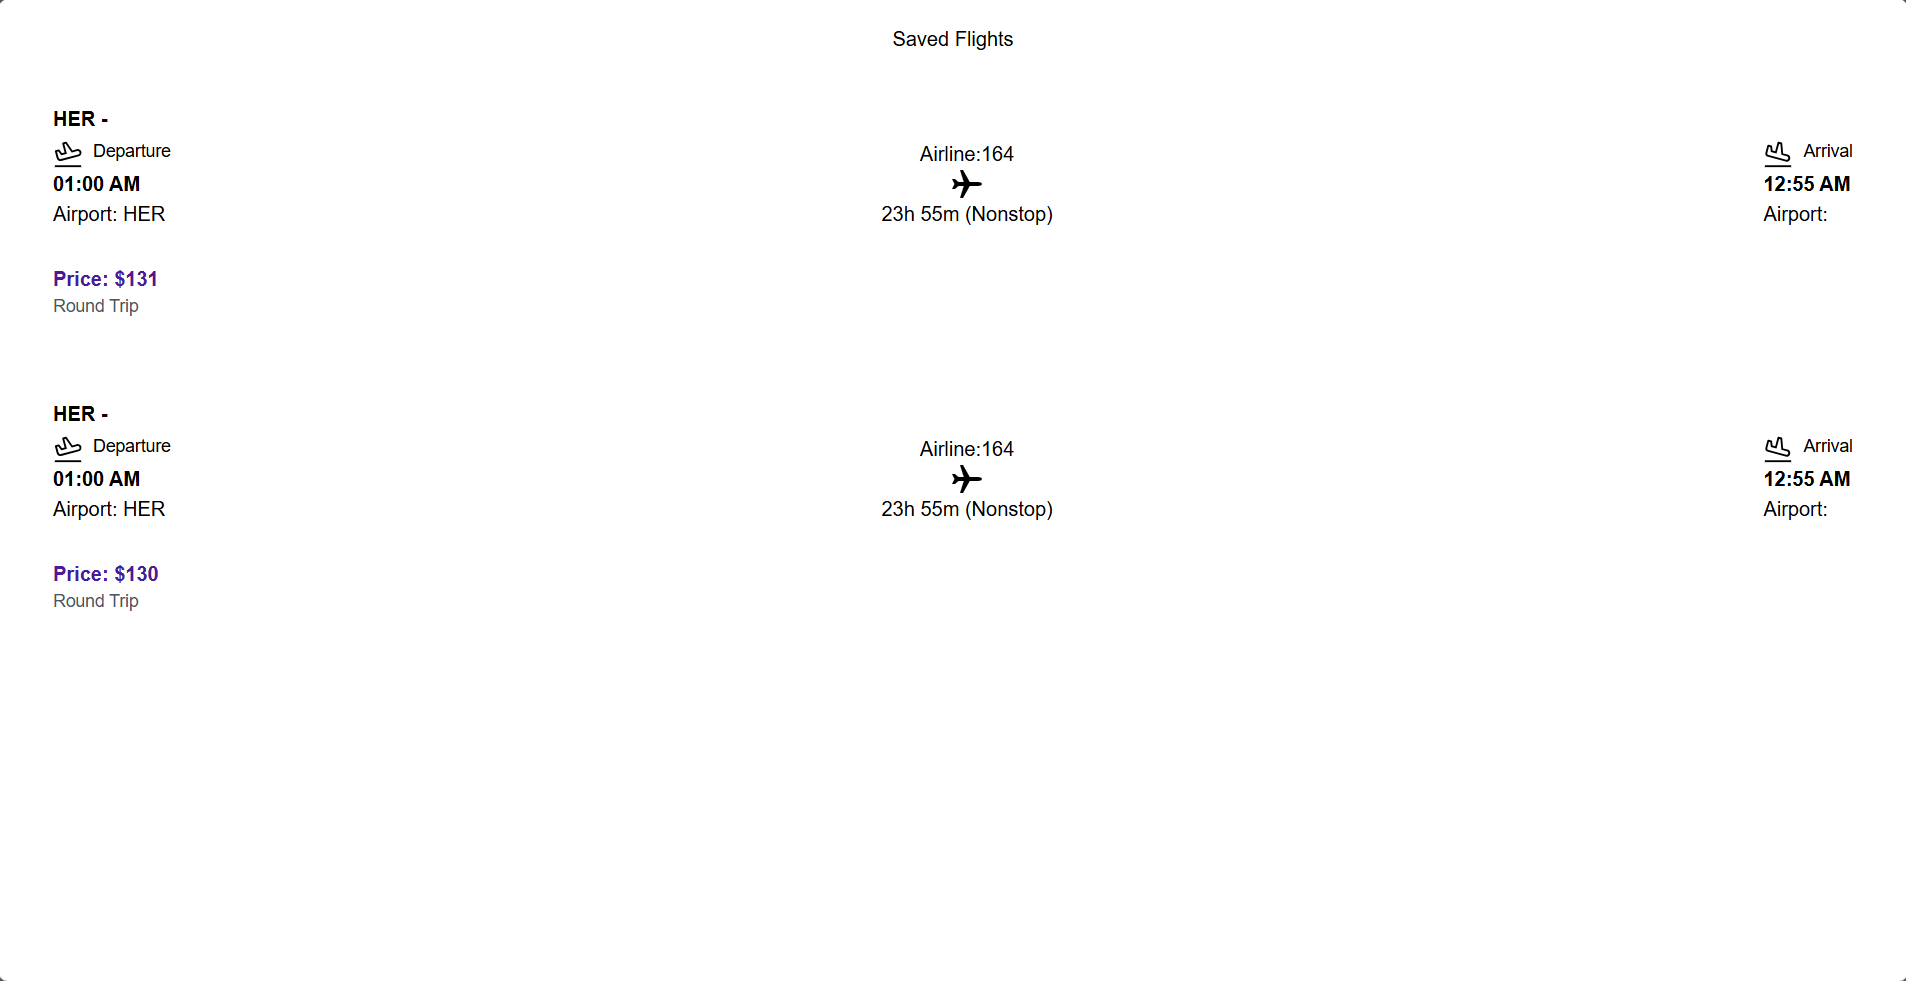 Saved Flights
HER -
Departure
Airline:164
Arrival
01:00 AM
12:55 AM
Airport: HER
23h 55m (Nonstop)
Airport:
Price: $131
Round Trip
HER -
Departure
Airline:164
Arrival
01:00 AM
12:55 AM
Airport: HER
23h 55m (Nonstop)
Airport:
Price: $130
Round Trip